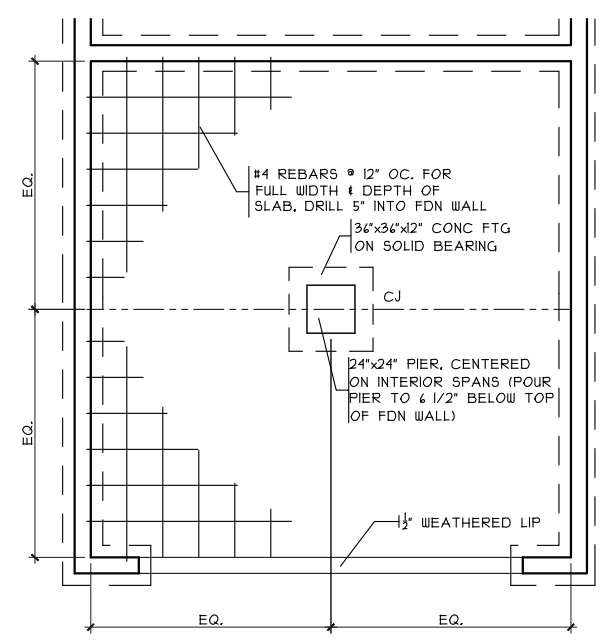 #4 REBARS @ 12" OC. FOR
FULL WIDTH & DEPTH OF
SLAB, DRILL 5" INTO FDN WALL
36"x36"x12" CONC FTG
ON SOLID BEARING
EQ.
CJ
24"x24" PIER, CENTERED
ON INTERIOR SPANS (POUR
PIER TO 6 1/2" BELOW TOP
OF FDN WALL)
EQ.
1/2" WEATHERED LIP
EQ.
EQ.